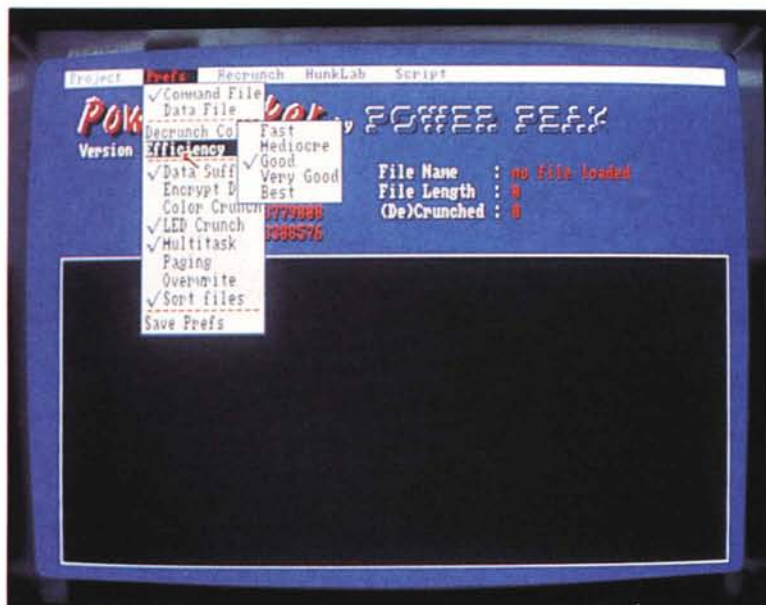 Project Prefs Recrunch HunkLab Script
✓Command File
Data File
by POWER PEAK
Decrunch Col
Version
Efficiency
Fast
Mediocre
✓Good
Very Good
Best
✓Data Suff
Encrypt D
Color Crunch
✓LED Crunch
✓Multitask
Paging
Overwrite
✓Sort files
Save Prefs
File Name : no file loaded
File Length : 0
(De)Crunched : 0